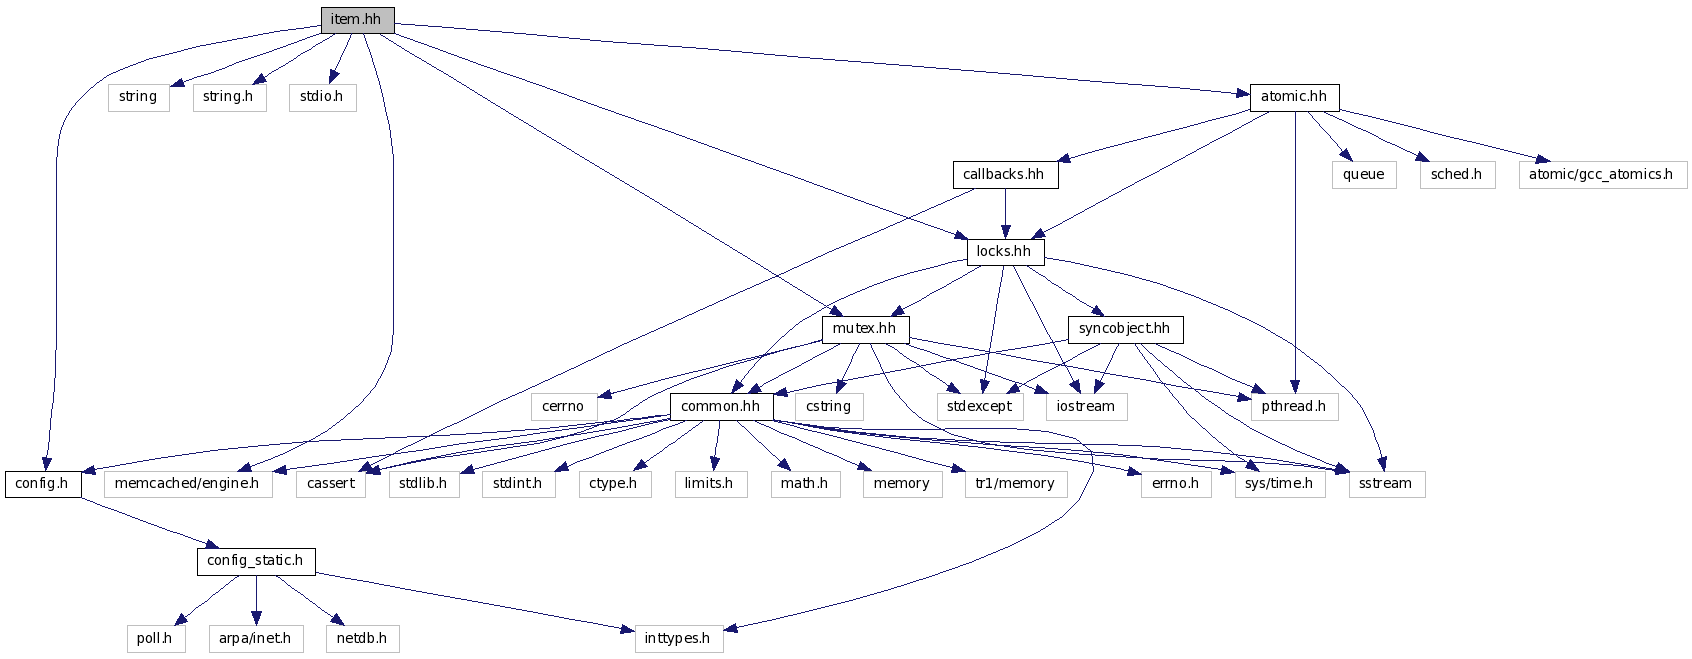 item.hh
string
string.h
stdio.h
atomic.hh
callbacks.hh
queue
sched.h
atomic/gcc_atomics.h
locks.hh
mutex.hh
syncobject.hh
cerrno
common.hh
cstring
stdexcept
iostream
pthread.h
config.h
memcached/engine.h
cassert
stdlib.h
stdint.h
ctype.h
limits.h
math.h
memory
tr1/memory
errno.h
sys/time.h
sstream
config_static.h
poll.h
arpa/inet.h
netdb.h
inttypes.h